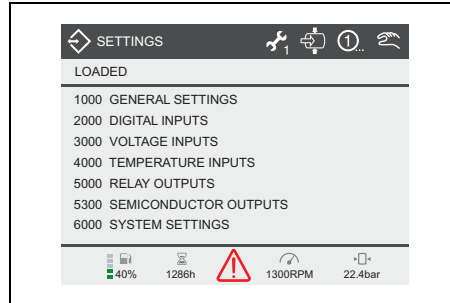 SETTINGS 1 1...
LOADED
1000 GENERAL SETTINGS
2000 DIGITAL INPUTS
3000 VOLTAGE INPUTS
4000 TEMPERATURE INPUTS
5000 RELAY OUTPUTS
5300 SEMICONDUCTOR OUTPUTS
6000 SYSTEM SETTINGS
40% 1286h 1300RPM 22.4bar